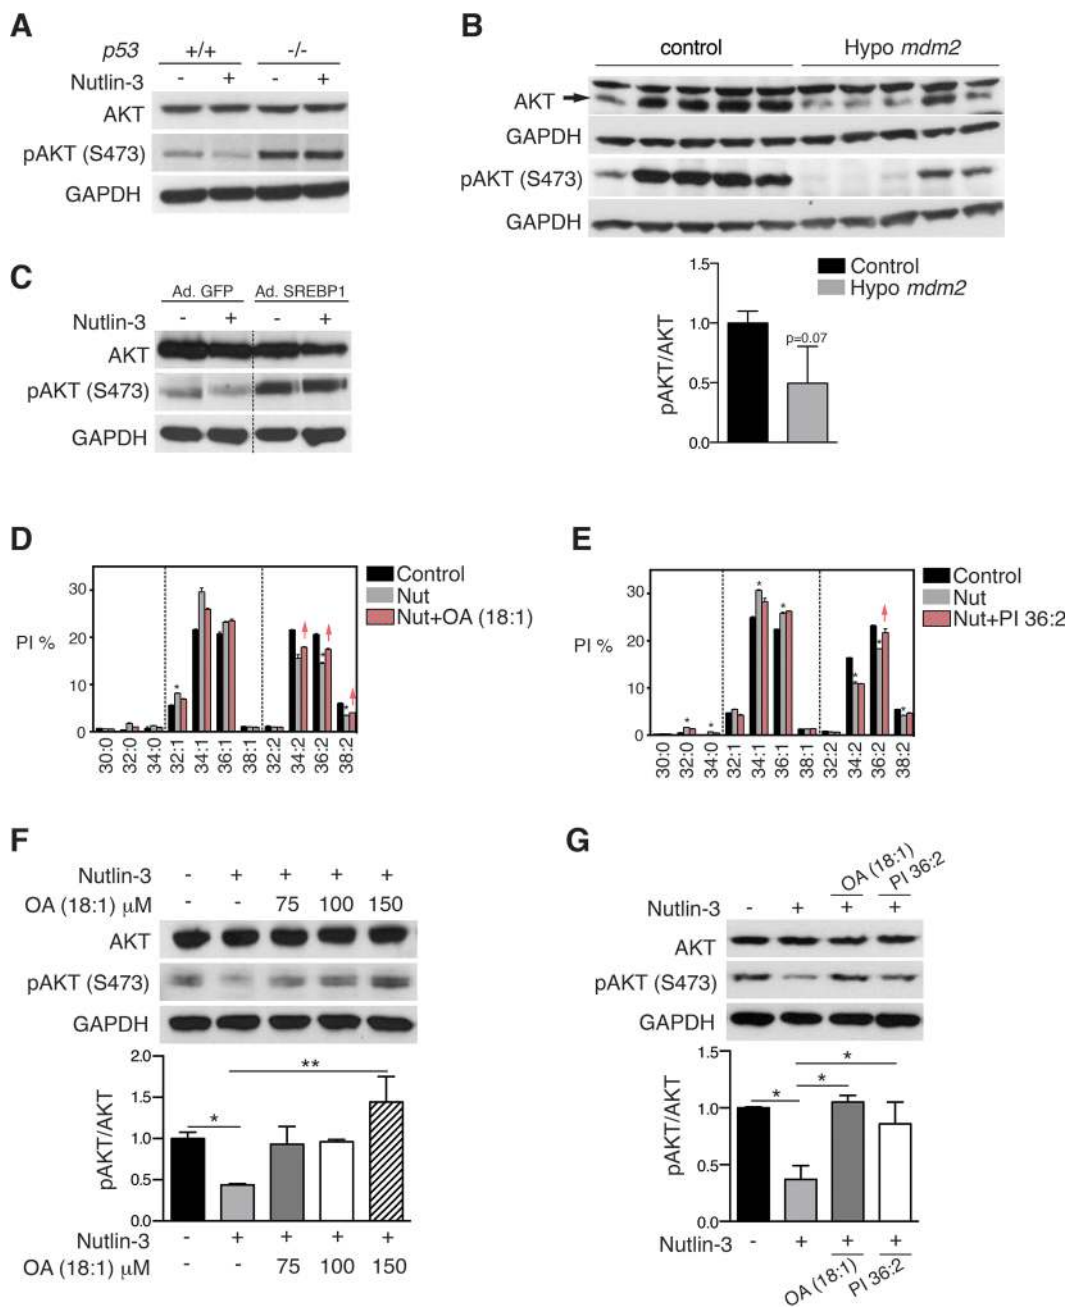 A
p53 +/+ -/-
Nutlin-3 - + - +
AKT
pAKT (S473)
GAPDH
B
control Hypo mdm2
AKT
GAPDH
pAKT (S473)
GAPDH
1.5
1.0
0.5
0.0
pAKT/AKT
Control
Hypo mdm2
p=0.07
C
Ad. GFP Ad. SREBP1
Nutlin-3 - + - +
AKT
pAKT (S473)
GAPDH
D
30
20
10
0
PI %
Control
Nut
Nut+OA (18:1)
* * *
30:0 32:0 34:0 32:1 34:1 36:1 38:1 32:2 34:2 36:2 38:2
E
30
20
10
0
PI %
Control
Nut
Nut+PI 36:2
* * * * * * *
30:0 32:0 34:0 32:1 34:1 36:1 38:1 32:2 34:2 36:2 38:2
F
Nutlin-3 - + + + +
OA (18:1) μM - - 75 100 150
AKT
pAKT (S473)
GAPDH
2.0
1.5
1.0
0.5
0.0
pAKT/AKT
**
*
Nutlin-3 - + + + +
OA (18:1) μM - - 75 100 150
G
OA (18:1) PI 36:2
Nutlin-3 - + + +
AKT
pAKT (S473)
GAPDH
1.5
1.0
0.5
0.0
pAKT/AKT
*
* *
Nutlin-3 - + + +
OA (18:1) PI 36:2